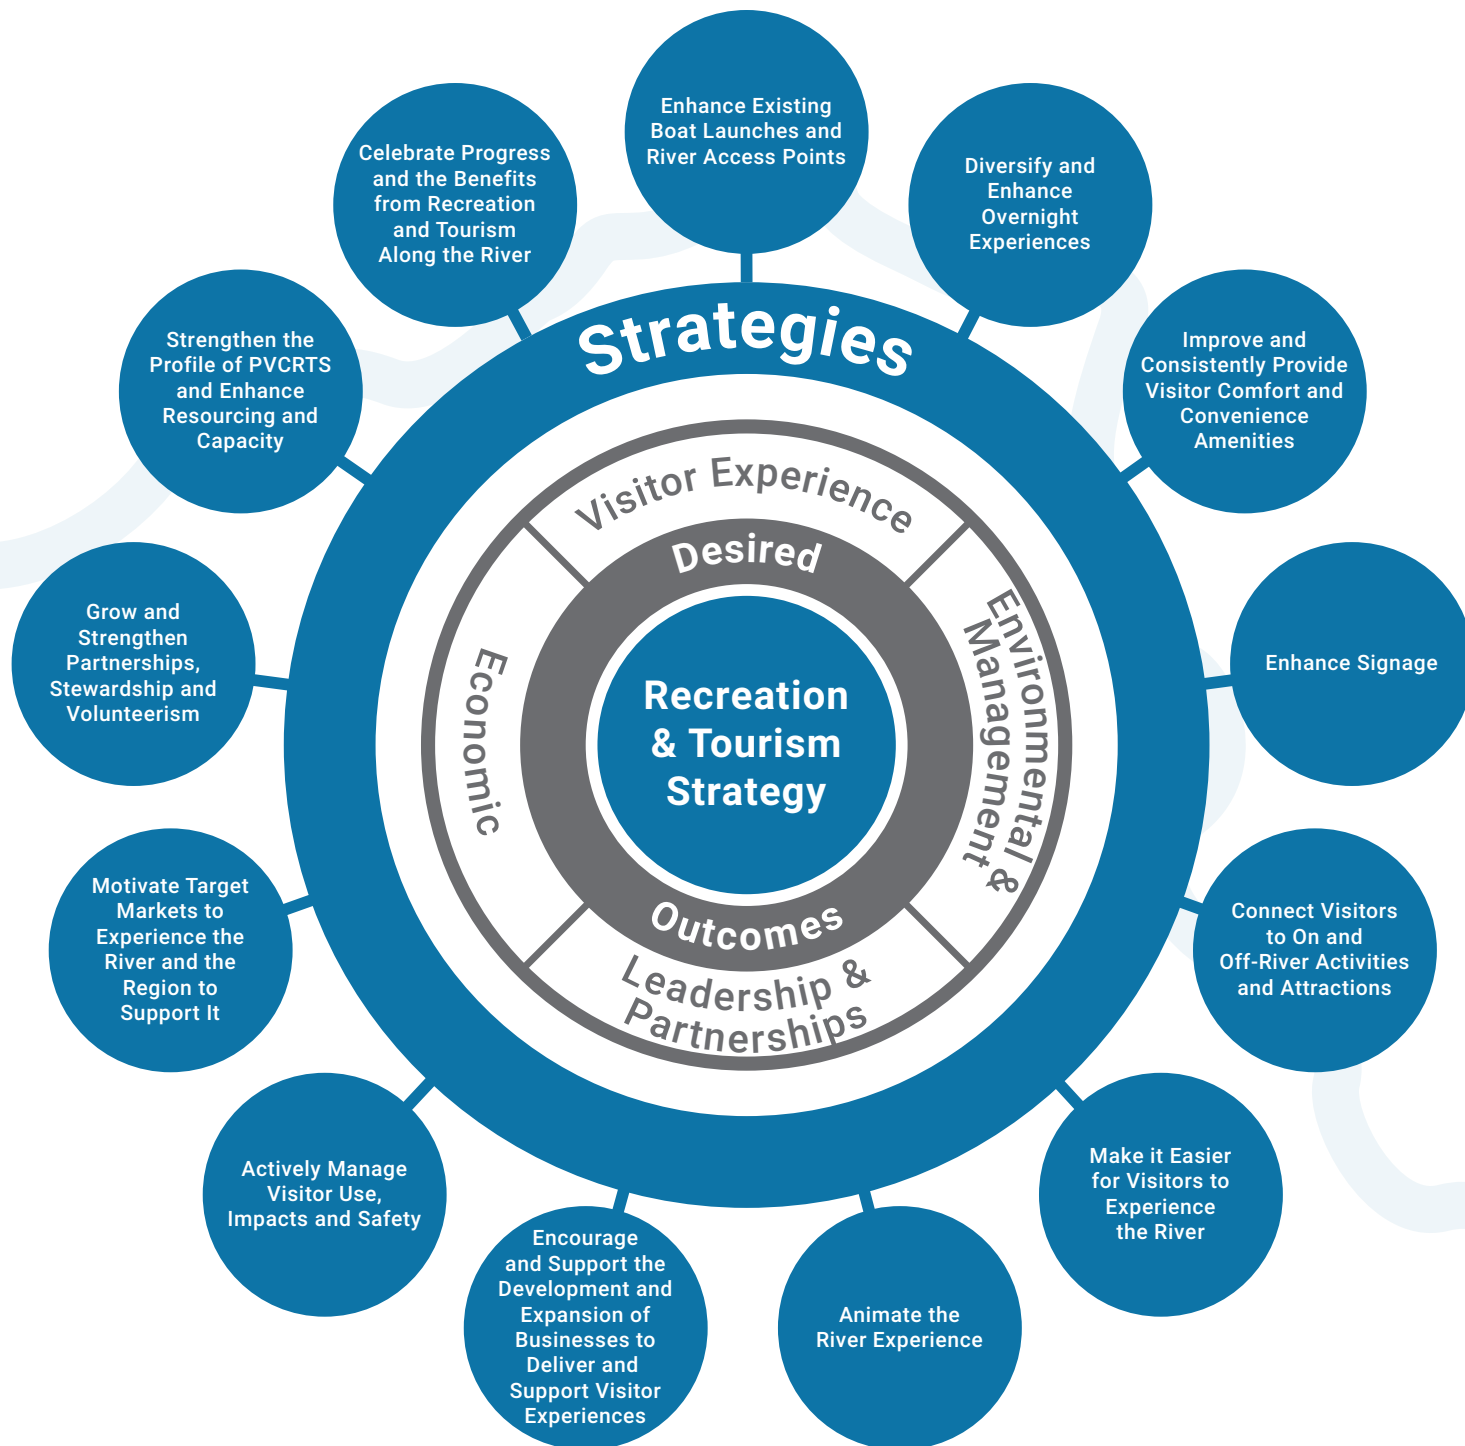 Enhance Existing
Boat Launches and
River Access Points
Diversify and
Enhance
Overnight
Experiences
Improve and
Consistently Provide
Visitor Comfort and
Convenience
Amenities
Enhance Signage
Connect Visitors
to On and
Off-River Activities
and Attractions
Make it Easier
for Visitors to
Experience
the River
Animate the
River Experience
Encourage
and Support the
Development and
Expansion of
Businesses to
Deliver and
Support Visitor
Experiences
Actively Manage
Visitor Use,
Impacts and Safety
Motivate Target
Markets to
Experience the
River and the
Region to
Support It
Grow and
Strengthen
Partnerships,
Stewardship and
Volunteerism
Strengthen the
Profile of PVCRTS
and Enhance
Resourcing and
Capacity
Celebrate Progress
and the Benefits
from Recreation
and Tourism
Along the River
Strategies
Visitor Experience
Environmental &
Management
Leadership &
Partnerships
Economic
Desired
Outcomes
Recreation
& Tourism
Strategy